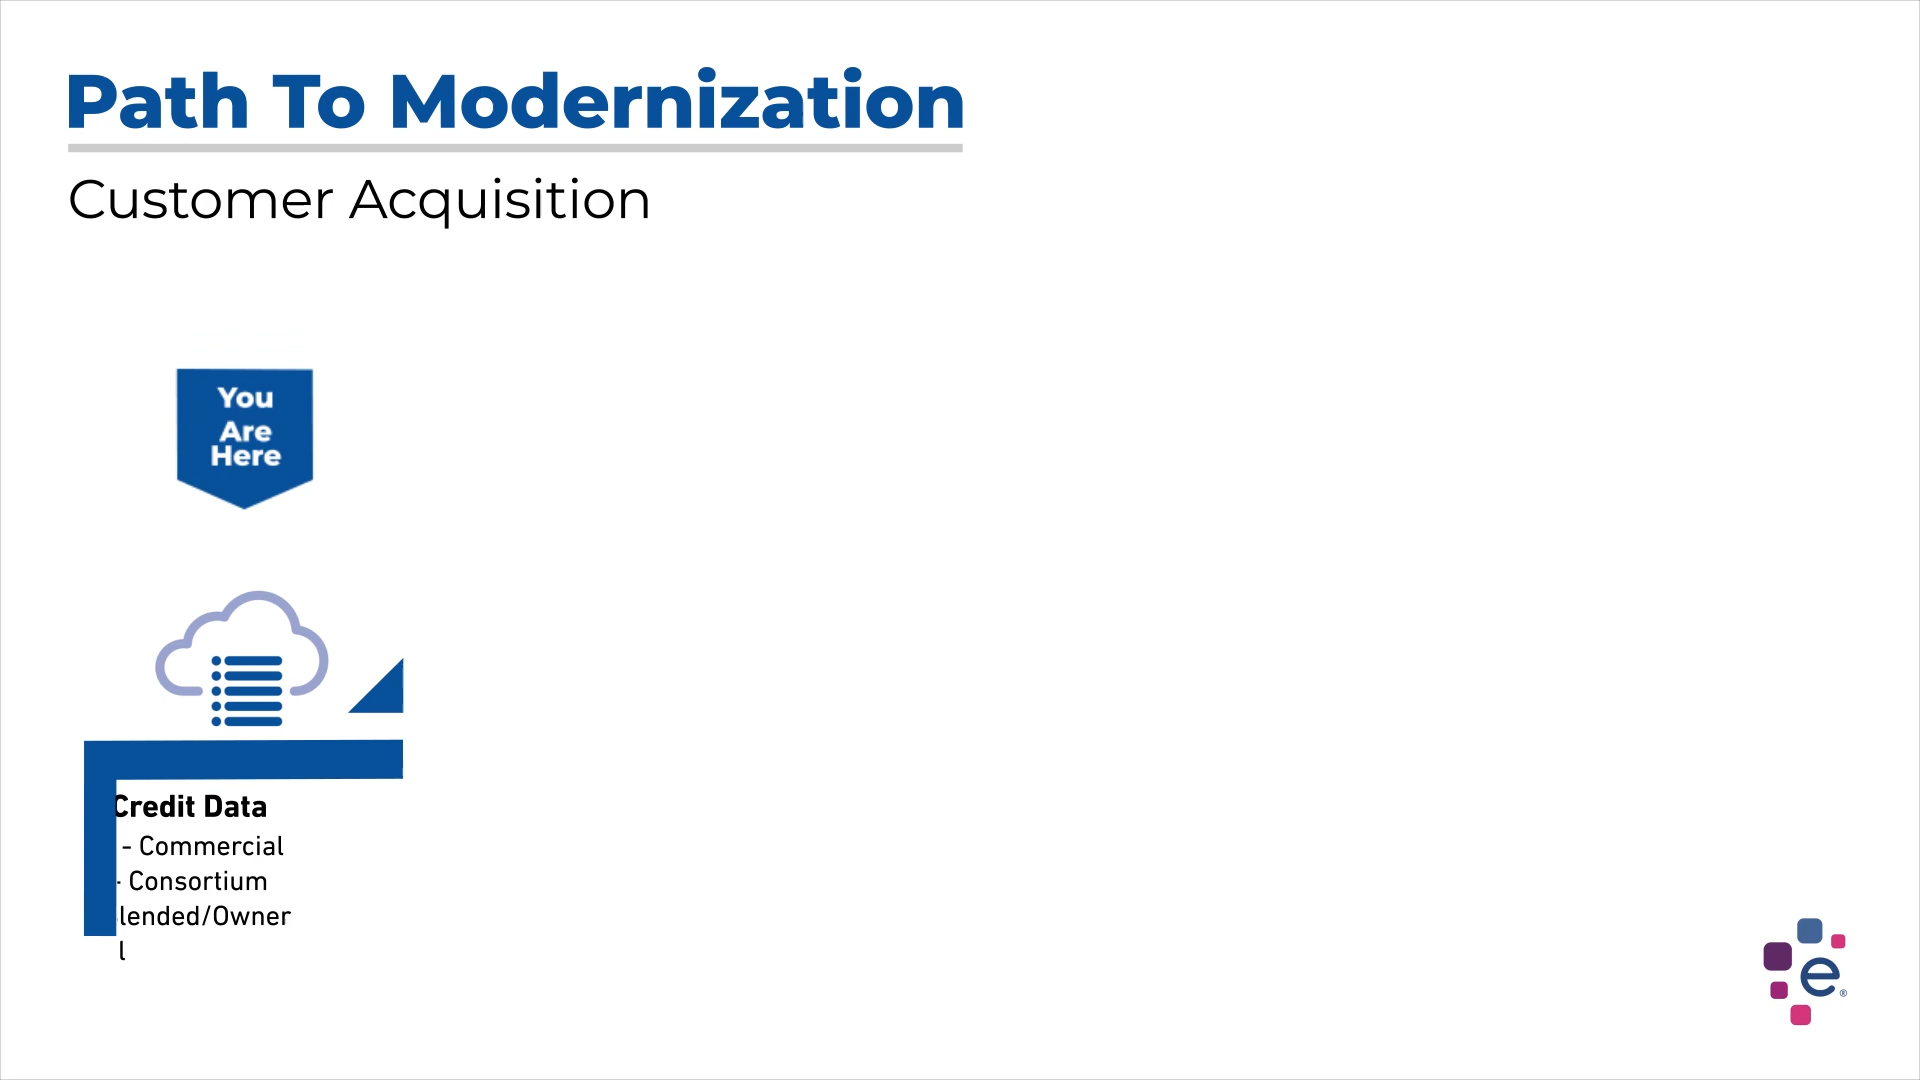 Path To Modernization
Customer Acquisition
You
Are
Here
Credit Data
- Commercial
- Consortium
lended/Owner
l
e®